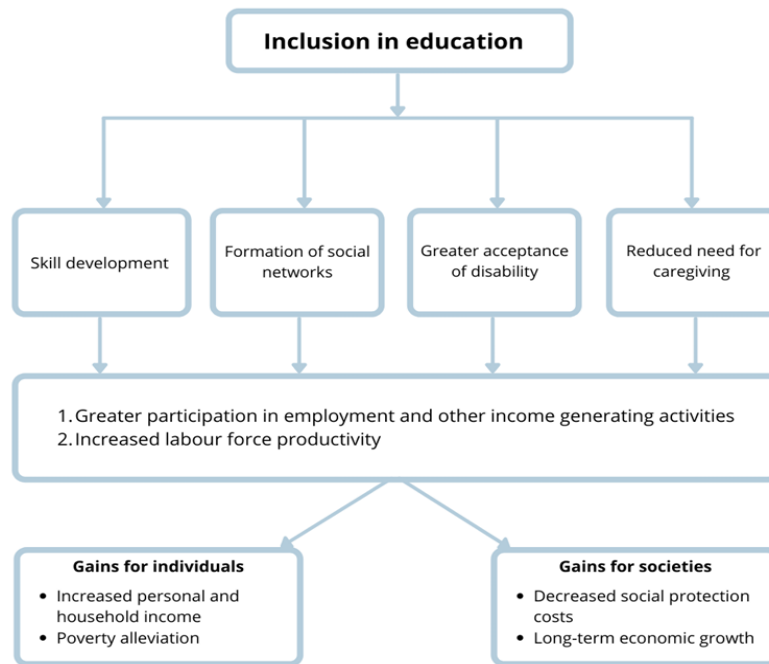 Inclusion in education
Skill development
Formation of social
networks
Greater acceptance
of disability
Reduced need for
caregiving
1. Greater participation in employment and other income generating activities
2. Increased labour force productivity
Gains for individuals
• Increased personal and
household income
• Poverty alleviation
Gains for societies
• Decreased social protection
costs
• Long-term economic growth